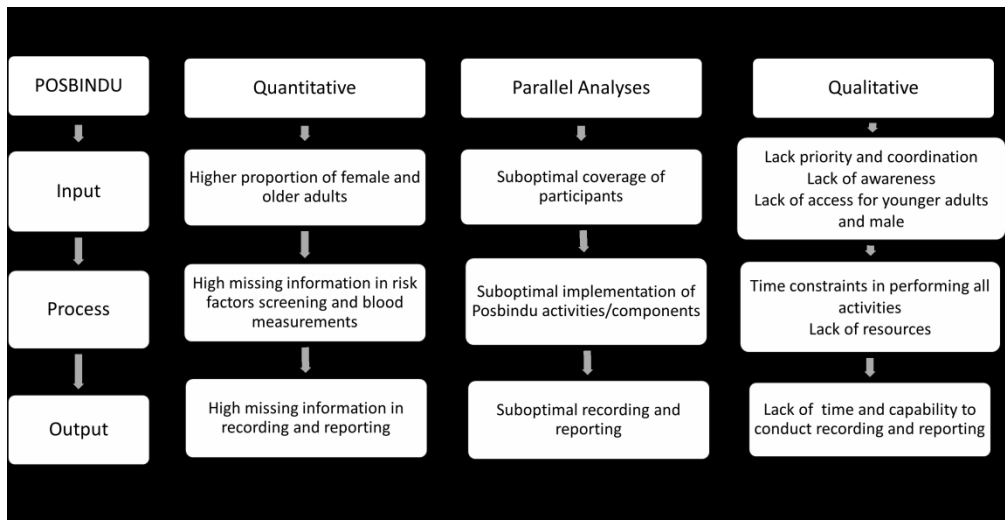 POSBINDU
Quantitative
Parallel Analyses
Qualitative
Input
Higher proportion of female and
older adults
Suboptimal coverage of
participants
Lack priority and coordination
Lack of awareness
Lack of access for younger adults
and male
Process
High missing information in risk
factors screening and blood
measurements
Suboptimal implementation of
Posbindu activities/components
Time constraints in performing all
activities
Lack of resources
Output
High missing information in
recording and reporting
Suboptimal recording and
reporting
Lack of time and capability to
conduct recording and reporting